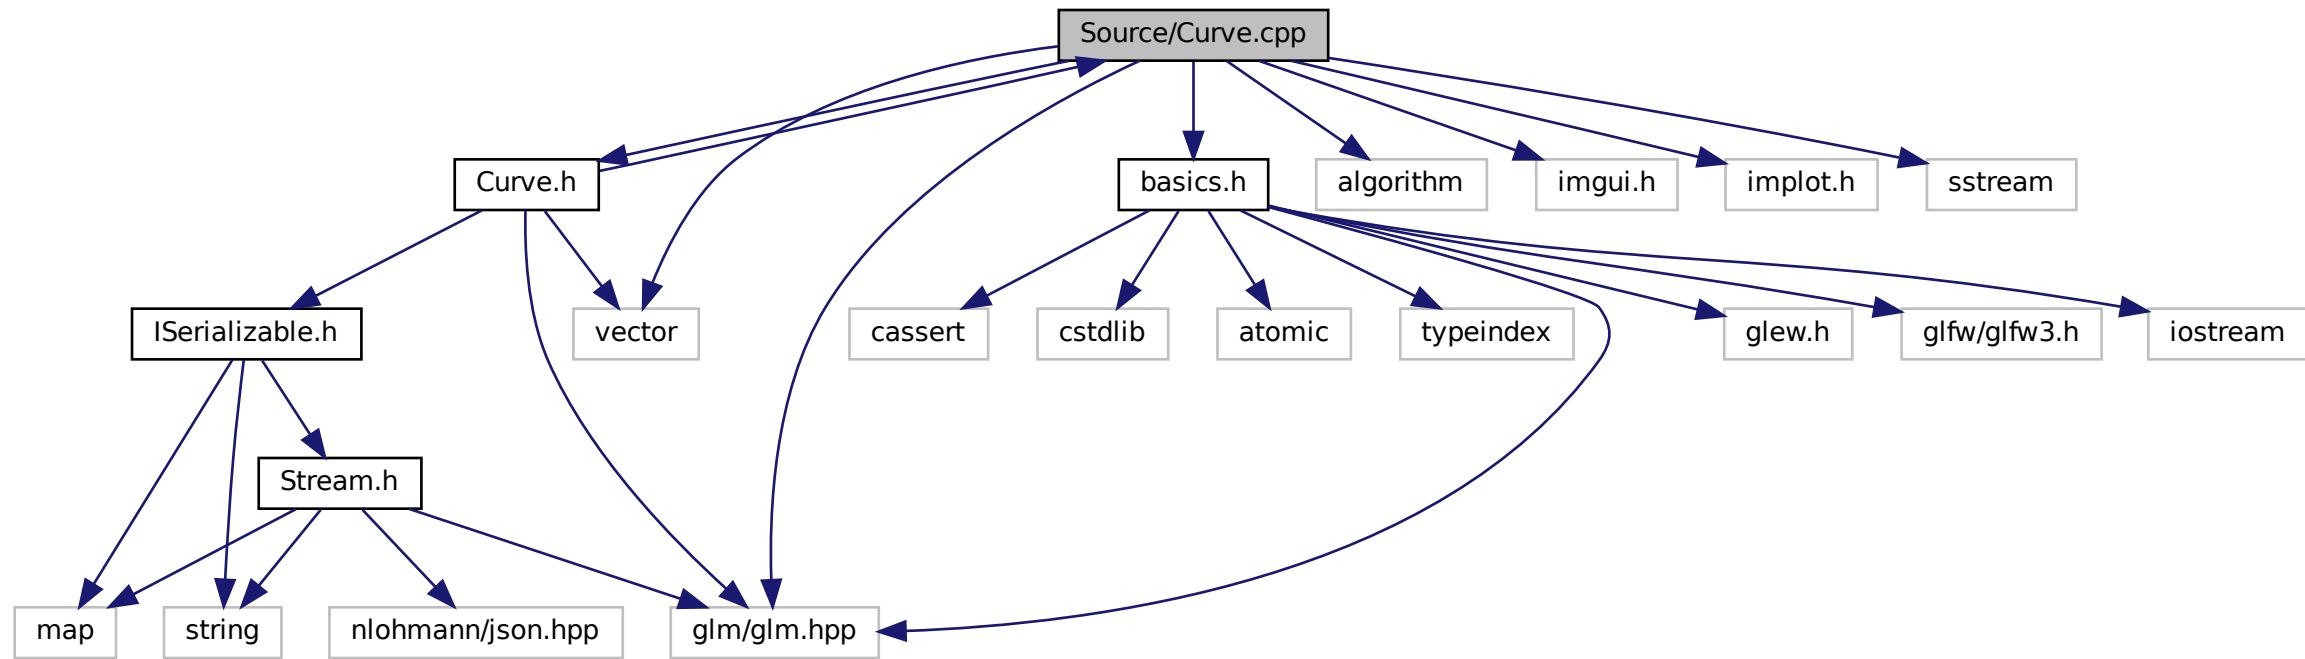 Source/Curve.cpp
Curve.h
basics.h
algorithm
imgui.h
implot.h
sstream
ISerializable.h
vector
cassert
cstdlib
atomic
typeindex
glew.h
glfw/glfw3.h
iostream
Stream.h
map
string
nlohmann/json.hpp
glm/glm.hpp